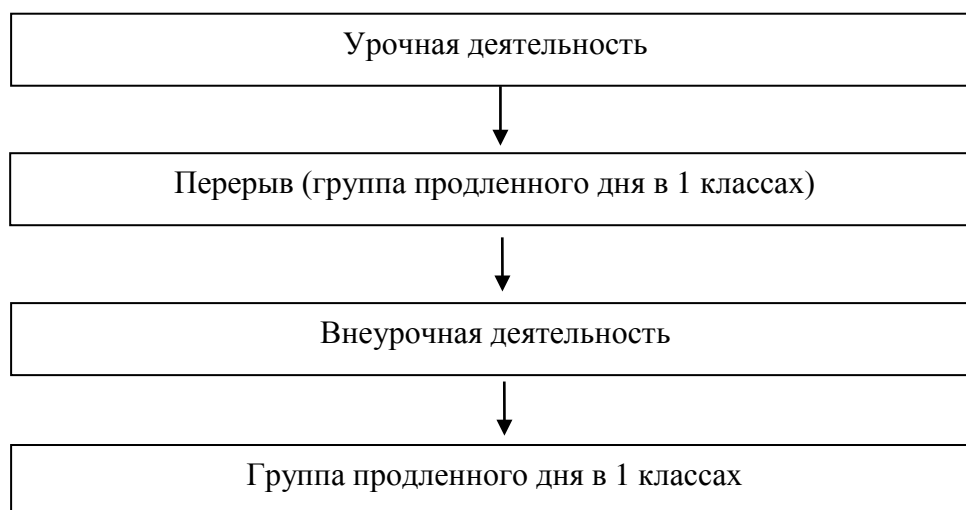 Урочная деятельность
Перерыв (группа продленного дня в 1 классах)
Внеурочная деятельность
Группа продленного дня в 1 классах